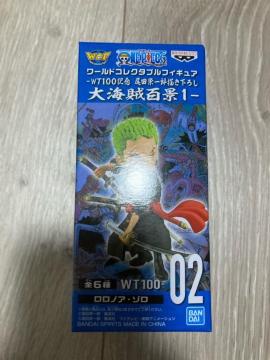 WCF ONE PIECE BANPRESTO
ワールドコレクタブルフィギュア
-WT100記念 尾田栄一郎描き下ろし
大海賊百景1-
全6種 WT100- 02
ロロノア・ゾロ
BAN
DAI
BANDAI SPIRITS MADE IN CHINA